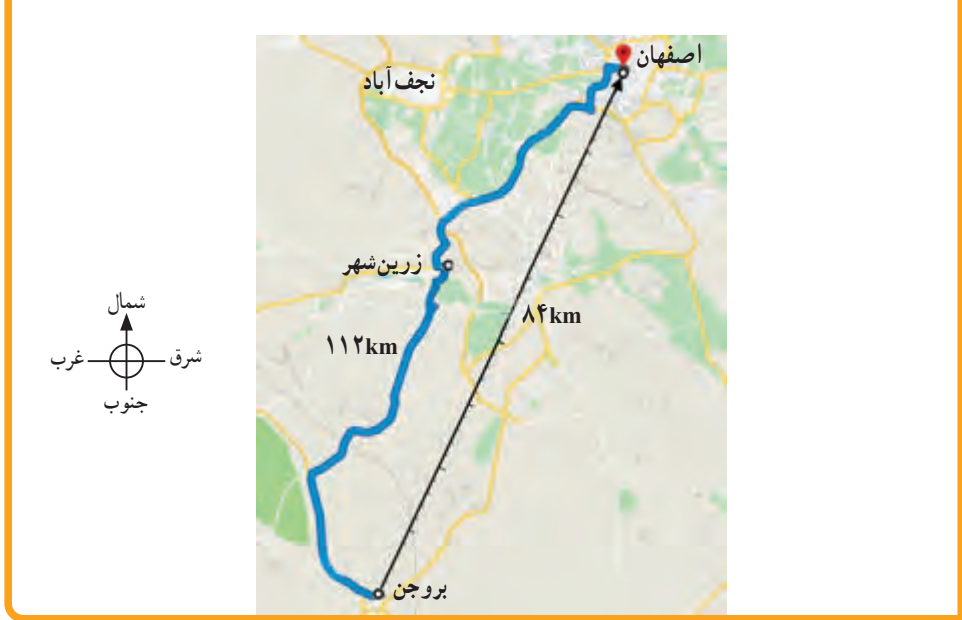 اصفهان
نجف‌آباد
زرین‌شهر
۸۴km
۱۱۲km
شمال
شرق
غرب
جنوب
بروجن